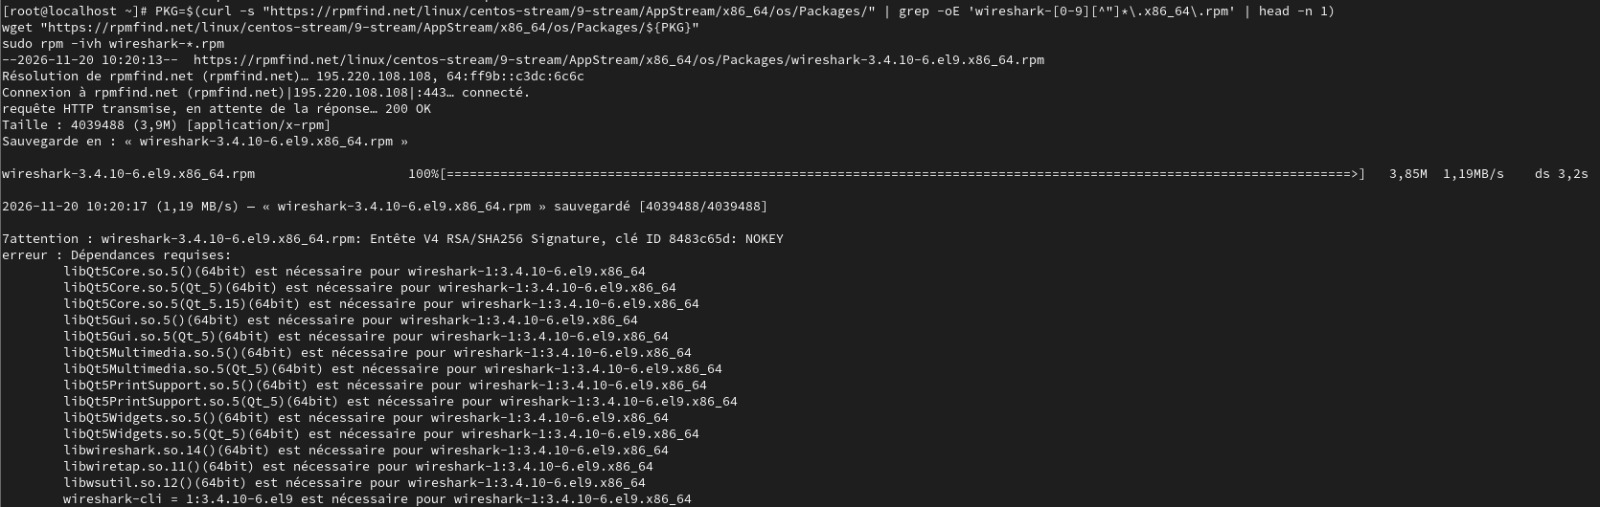 [root@localhost ~]# PKG=$(curl -s "https://rpmfind.net/linux/centos-stream/9-stream/AppStream/x86_64/os/Packages/" | grep -oE 'wireshark-[0-9][^"]*\.x86_64\.rpm' | head -n 1)
wget "https://rpmfind.net/linux/centos-stream/9-stream/AppStream/x86_64/os/Packages/${PKG}"
sudo rpm -ivh wireshark-*.rpm
--2026-11-20 10:20:13--  https://rpmfind.net/linux/centos-stream/9-stream/AppStream/x86_64/os/Packages/wireshark-3.4.10-6.el9.x86_64.rpm
Résolution de rpmfind.net (rpmfind.net)… 195.220.108.108, 64:ff9b::c3dc:6c6c
Connexion à rpmfind.net (rpmfind.net)|195.220.108.108|:443… connecté.
requête HTTP transmise, en attente de la réponse… 200 OK
Taille : 4039488 (3,9M) [application/x-rpm]
Sauvegarde en : « wireshark-3.4.10-6.el9.x86_64.rpm »
wireshark-3.4.10-6.el9.x86_64.rpm 100%[======================================================================================================================>] 3,85M 1,19MB/s ds 3,2s
2026-11-20 10:20:17 (1,19 MB/s) — « wireshark-3.4.10-6.el9.x86_64.rpm » sauvegardé [4039488/4039488]
7attention : wireshark-3.4.10-6.el9.x86_64.rpm: Entête V4 RSA/SHA256 Signature, clé ID 8483c65d: NOKEY
erreur : Dépendances requises:
libQt5Core.so.5()(64bit) est nécessaire pour wireshark-1:3.4.10-6.el9.x86_64
libQt5Core.so.5(Qt_5)(64bit) est nécessaire pour wireshark-1:3.4.10-6.el9.x86_64
libQt5Core.so.5(Qt_5.15)(64bit) est nécessaire pour wireshark-1:3.4.10-6.el9.x86_64
libQt5Gui.so.5()(64bit) est nécessaire pour wireshark-1:3.4.10-6.el9.x86_64
libQt5Gui.so.5(Qt_5)(64bit) est nécessaire pour wireshark-1:3.4.10-6.el9.x86_64
libQt5Multimedia.so.5()(64bit) est nécessaire pour wireshark-1:3.4.10-6.el9.x86_64
libQt5Multimedia.so.5(Qt_5)(64bit) est nécessaire pour wireshark-1:3.4.10-6.el9.x86_64
libQt5PrintSupport.so.5()(64bit) est nécessaire pour wireshark-1:3.4.10-6.el9.x86_64
libQt5PrintSupport.so.5(Qt_5)(64bit) est nécessaire pour wireshark-1:3.4.10-6.el9.x86_64
libQt5Widgets.so.5()(64bit) est nécessaire pour wireshark-1:3.4.10-6.el9.x86_64
libQt5Widgets.so.5(Qt_5)(64bit) est nécessaire pour wireshark-1:3.4.10-6.el9.x86_64
libwireshark.so.14()(64bit) est nécessaire pour wireshark-1:3.4.10-6.el9.x86_64
libwiretap.so.11()(64bit) est nécessaire pour wireshark-1:3.4.10-6.el9.x86_64
libwsutil.so.12()(64bit) est nécessaire pour wireshark-1:3.4.10-6.el9.x86_64
wireshark-cli = 1:3.4.10-6.el9 est nécessaire pour wireshark-1:3.4.10-6.el9.x86_64